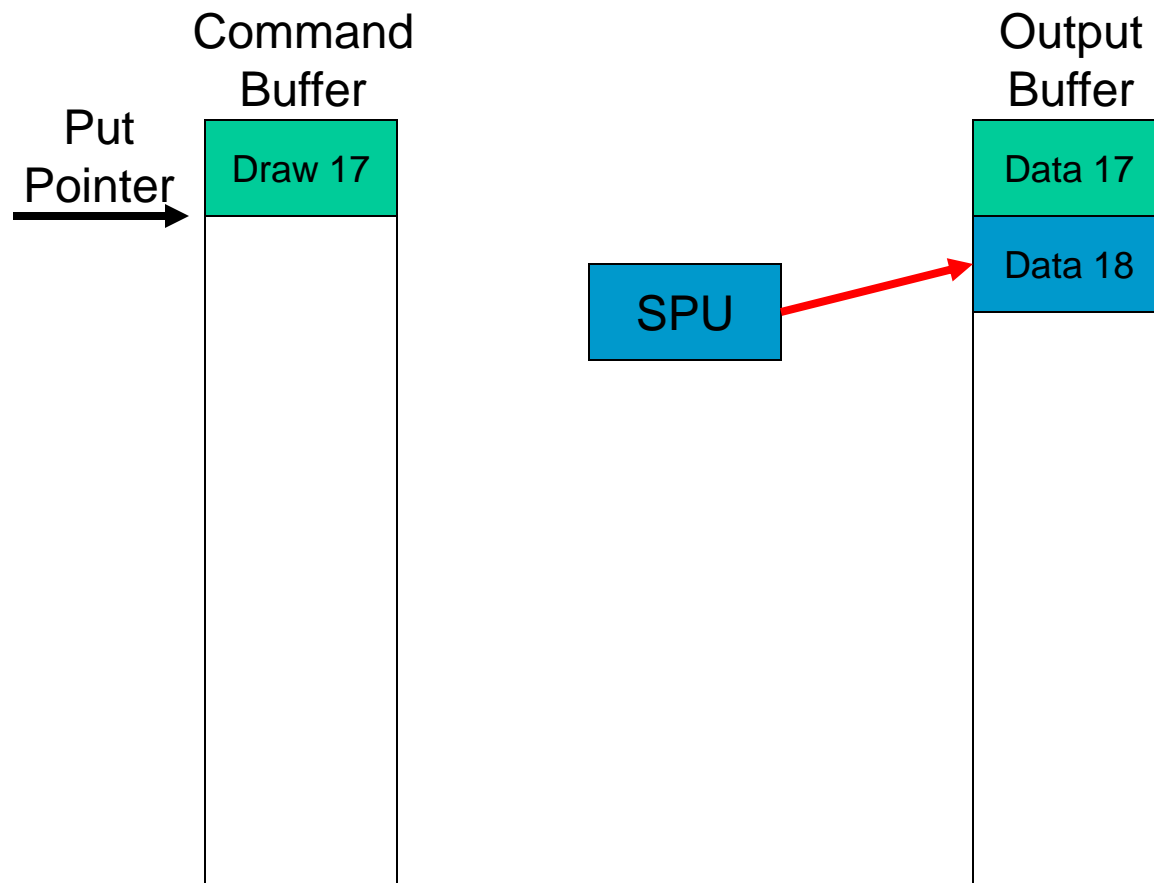 Command
Buffer
Put
Pointer
Draw 17
SPU
Output
Buffer
Data 17
Data 18